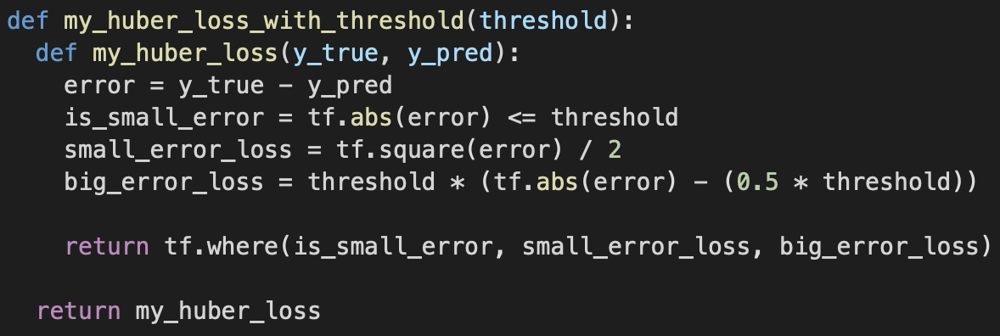 def my_huber_loss_with_threshold(threshold):
  def my_huber_loss(y_true, y_pred):
    error = y_true - y_pred
    is_small_error = tf.abs(error) <= threshold
    small_error_loss = tf.square(error) / 2
    big_error_loss = threshold * (tf.abs(error) - (0.5 * threshold))

    return tf.where(is_small_error, small_error_loss, big_error_loss)

  return my_huber_loss